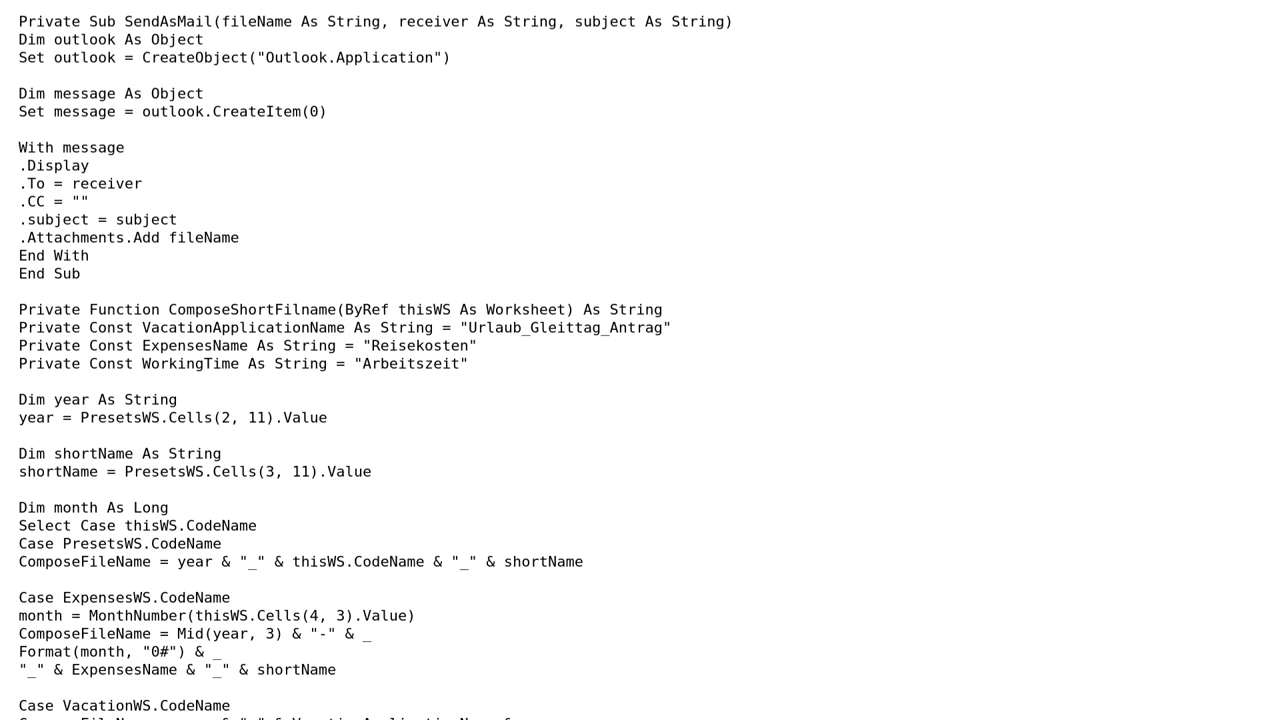 Private Sub SendAsMail(fileName As String, receiver As String, subject As String)
Dim outlook As Object
Set outlook = CreateObject("Outlook.Application")
Dim message As Object
Set message = outlook.CreateItem(0)
With message
.Display
.To = receiver
.CC = ""
.subject = subject
.Attachments.Add fileName
End With
End Sub
Private Function ComposeShortFilname(ByRef thisWS As Worksheet) As String
Private Const VacationApplicationName As String = "Urlaub_Gleittag_Antrag"
Private Const ExpensesName As String = "Reisekosten"
Private Const WorkingTime As String = "Arbeitszeit"
Dim year As String
year = PresetsWS.Cells(2, 11).Value
Dim shortName As String
shortName = PresetsWS.Cells(3, 11).Value
Dim month As Long
Select Case thisWS.CodeName
Case PresetsWS.CodeName
ComposeFileName = year & "_" & thisWS.CodeName & "_" & shortName
Case ExpensesWS.CodeName
month = MonthNumber(thisWS.Cells(4, 3).Value)
ComposeFileName = Mid(year, 3) & "-" & _
Format(month, "0#") & _
"_" & ExpensesName & "_" & shortName
Case VacationWS.CodeName